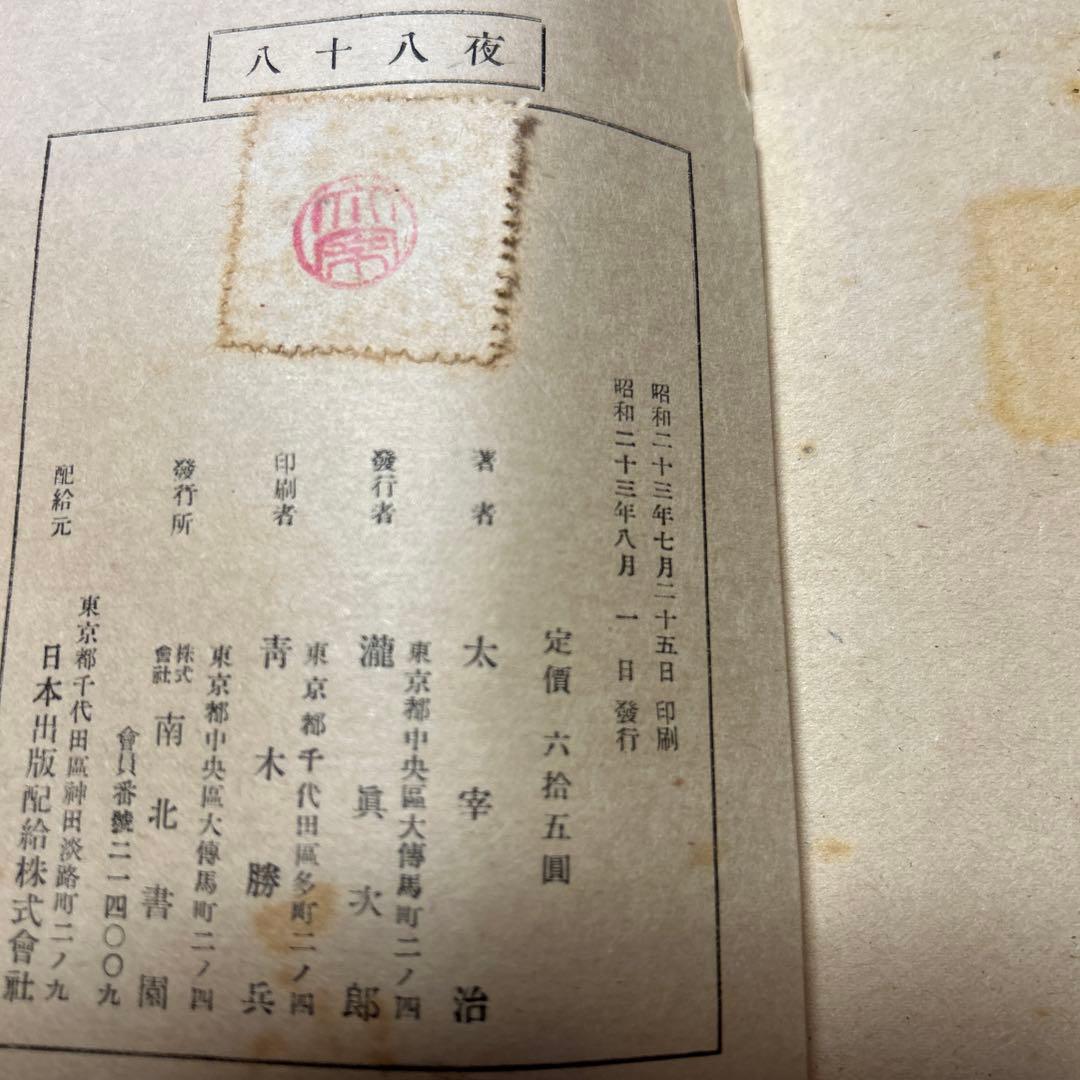 夜八十八
昭和二十三年七月二十五日 印刷
昭和二十三年八月 一 日 發行
定價 六拾五圓
著者 太宰治
東京都中央區大傳馬町二ノ四
發行者 瀧眞次郎
東京都千代田區多町二ノ四
印刷者 靑木勝兵
東京都中央區大傳馬町二ノ四
發行所 株式會社 南北書園
會員番號二一四〇〇九
東京都千代田區神田淡路町二ノ九
配給元 日本出版配給株式會社